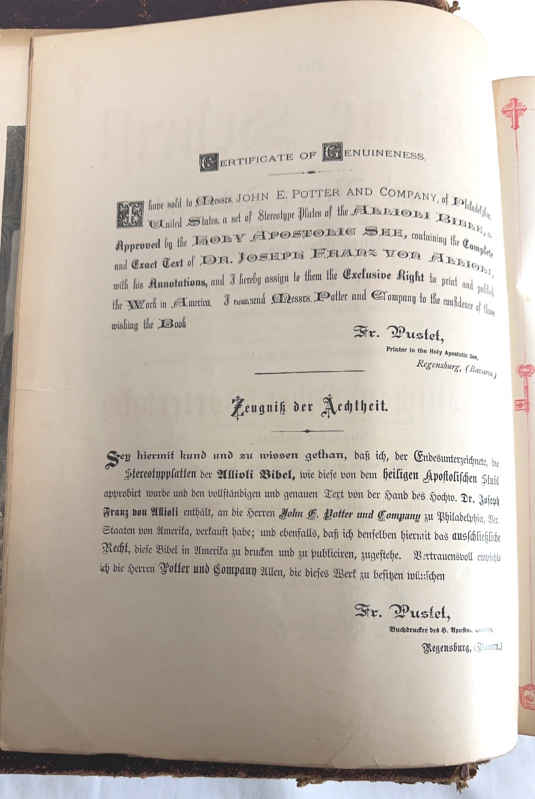 CERTIFICATE OF GENUINENESS.
I have sold to Messrs. JOHN E. POTTER AND COMPANY, of Philadelphia,
United States, a set of Stereotype Plates of the ALLIOLI BIBLE,
Approved by the HOLY APOSTOLIC SEE, containing the Complete
and Exact Text of DR. JOSEPH FRANZ VON ALLIOLI,
with his Annotations, and I hereby assign to them the Exclusive Right to print and publish
the Work in America. I commend Messrs. Potter and Company to the confidence of those
wishing the Book
Fr. Pustet,
Printer to the Holy Apostolic See,
Regensburg, (Bavaria)
Zeugniß der Aechtheit.
Sey hiermit kund und zu wissen gethan, daß ich, der Endesunterzeichnete, die
Stereotypplatten der Allioli Bibel, wie diese von dem heiligen Apostolischen Stuhl
approbirt wurde und den vollständigen und genauen Text von der Hand des Hochw. Dr. Joseph
Franz von Allioli enthält, an die Herren John E. Potter und Company zu Philadelphia, Ver.
Staaten von Amerika, verkauft habe; und ebenfalls, daß ich denselben hiermit das ausschließliche
Recht, diese Bibel in Amerika zu drucken und zu publiciren, zugestehe. Vertrauensvoll empfehle
ich die Herren Potter und Company Allen, die dieses Werk zu besitzen wünschen
Fr. Pustet,
Buchdrucker des H. Apostol.
Regensburg, (Bayern.)